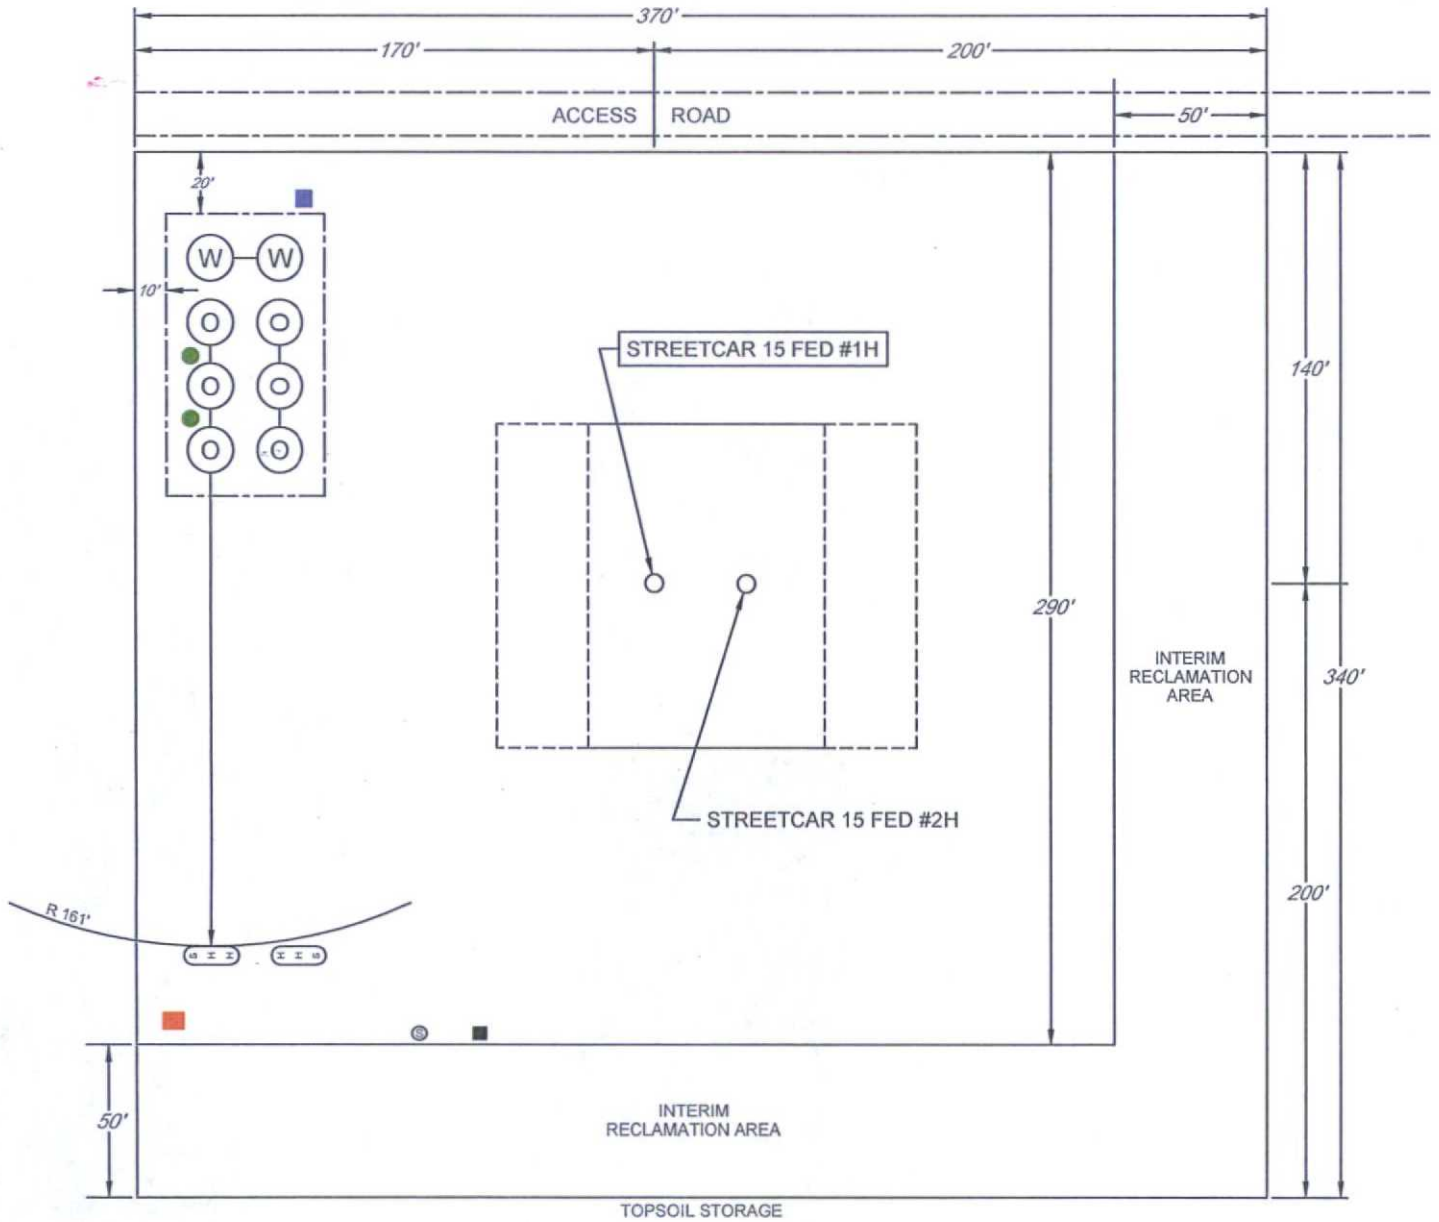 370'
170'
200'
ACCESS ROAD
50'
20'
W W
10'
O O
O O
O O
STREETCAR 15 FED #1H
140'
290'
INTERIM
RECLAMATION
AREA
340'
STREETCAR 15 FED #2H
200'
R 161'
S H H
H H S
S
50'
INTERIM
RECLAMATION AREA
TOPSOIL STORAGE